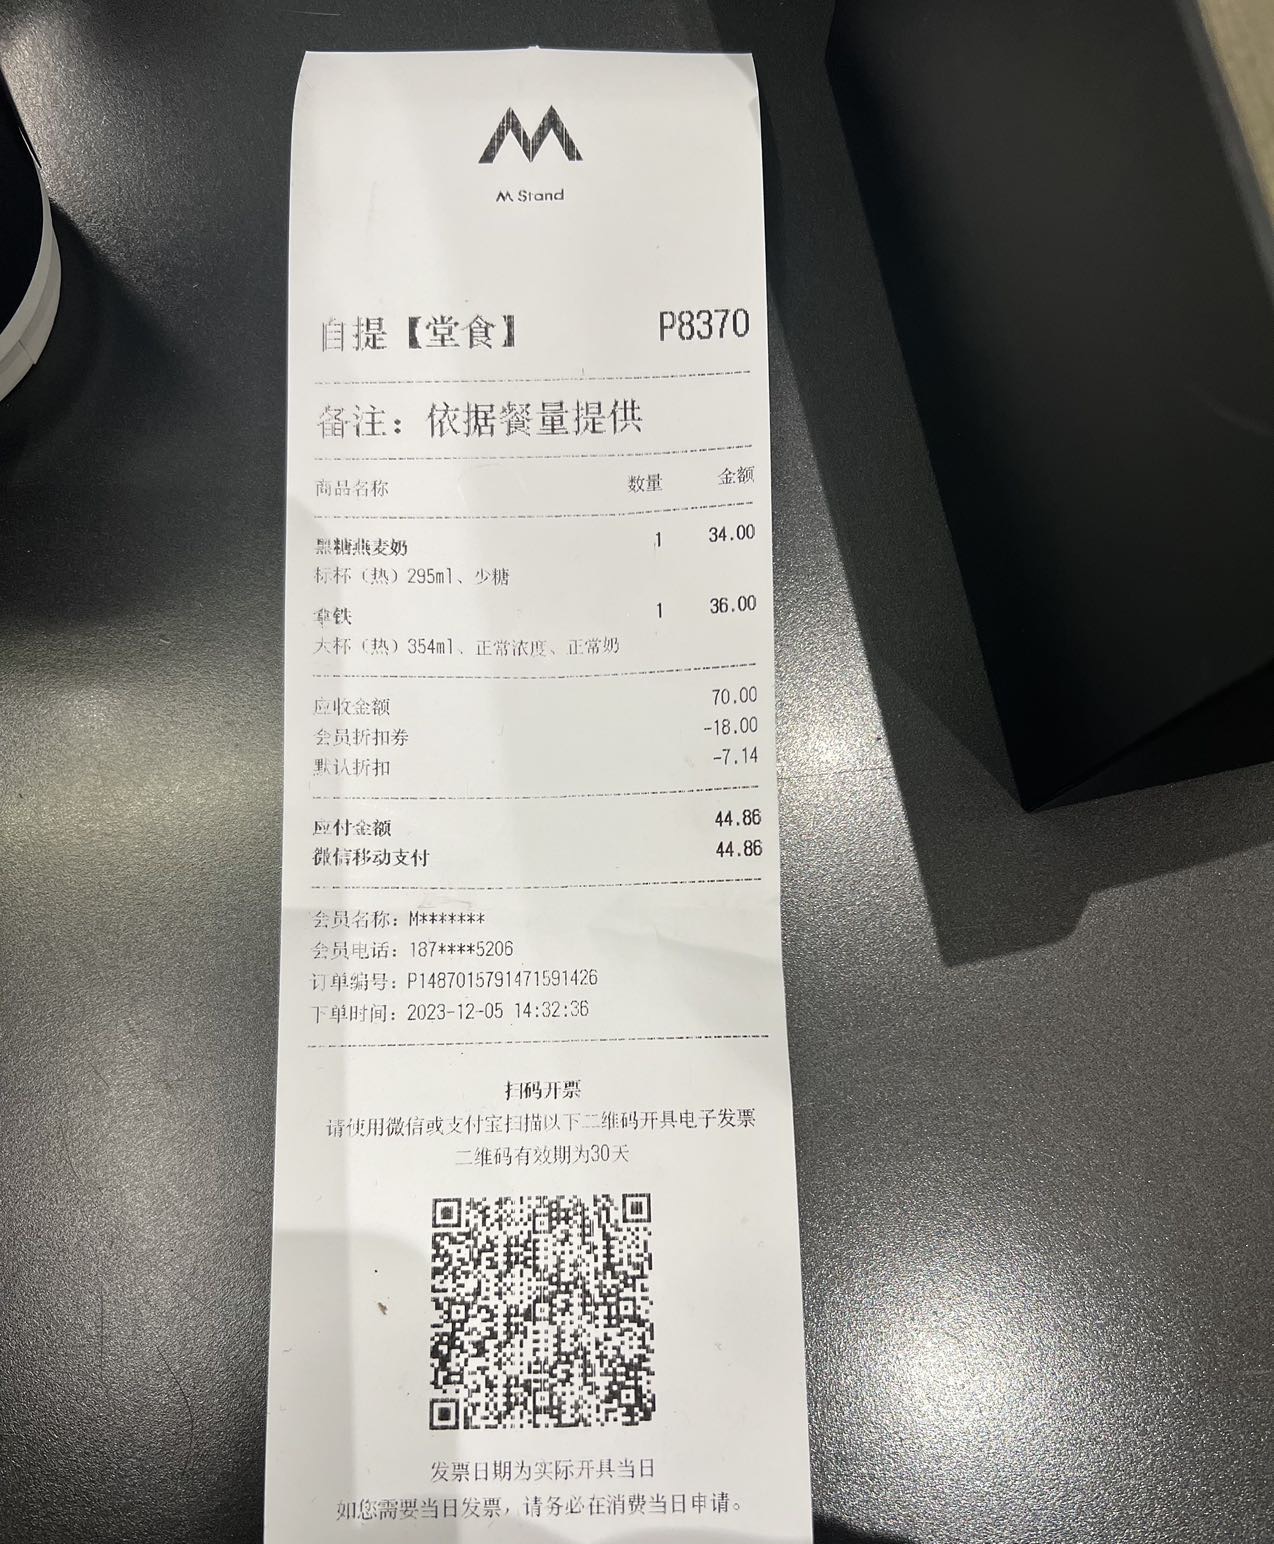 M Stand
自提【堂食】 P8370
备注：依据餐量提供
商品名称 数量 金额
黑糖燕麦奶 1 34.00
标杯（热）295ml、少糖
拿铁 1 36.00
大杯（热）354ml、正常浓度、正常奶
应收金额 70.00
会员折扣券 -18.00
默认折扣 -7.14
应付金额 44.86
微信移动支付 44.86
会员名称：M*******
会员电话：187****5206
订单编号：P1487015791471591426
下单时间：2023-12-05 14:32:36
扫码开票
请使用微信或支付宝扫描以下二维码开具电子发票
二维码有效期为30天
发票日期为实际开具当日
如您需要当日发票，请务必在消费当日申请。